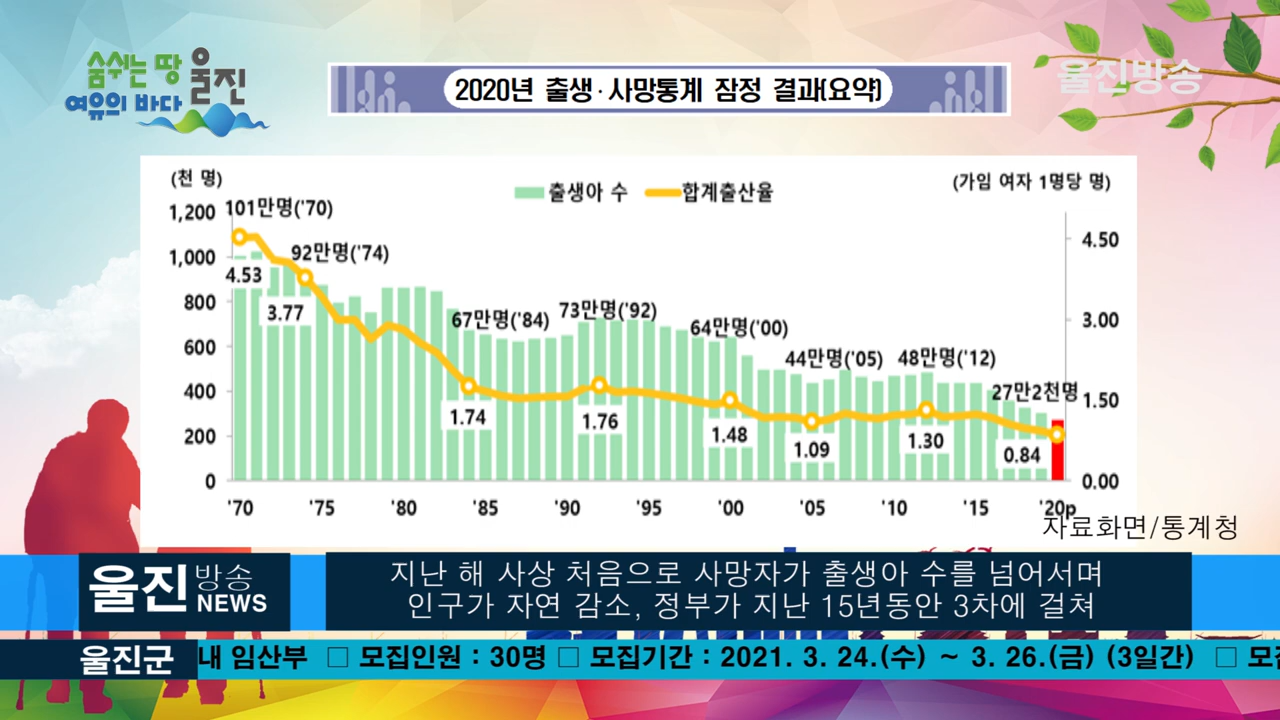 숨쉬는 땅
여유의 바다
울진
2020년 출생·사망통계 잠정 결과(요약)
울진방송
(천 명)
출생아 수
합계출산율
(가임 여자 1명당 명)
1,200
1,000
800
600
400
200
0
101만명('70)
92만명('74)
67만명('84)
73만명('92)
64만명('00)
44만명('05)
48만명('12)
27만2천명
4.53
3.77
1.74
1.76
1.48
1.09
1.30
0.84
4.50
3.00
1.50
0.00
'70 '75 '80 '85 '90 '95 '00 '05 '10 '15 '20p
자료화면/통계청
울진 방송 NEWS
지난 해 사상 처음으로 사망자가 출생아 수를 넘어서며
인구가 자연 감소, 정부가 지난 15년동안 3차에 걸쳐
울진군
내 임산부 □ 모집인원 : 30명 □ 모집기간 : 2021. 3. 24.(수) ~ 3. 26.(금) (3일간) □ 모